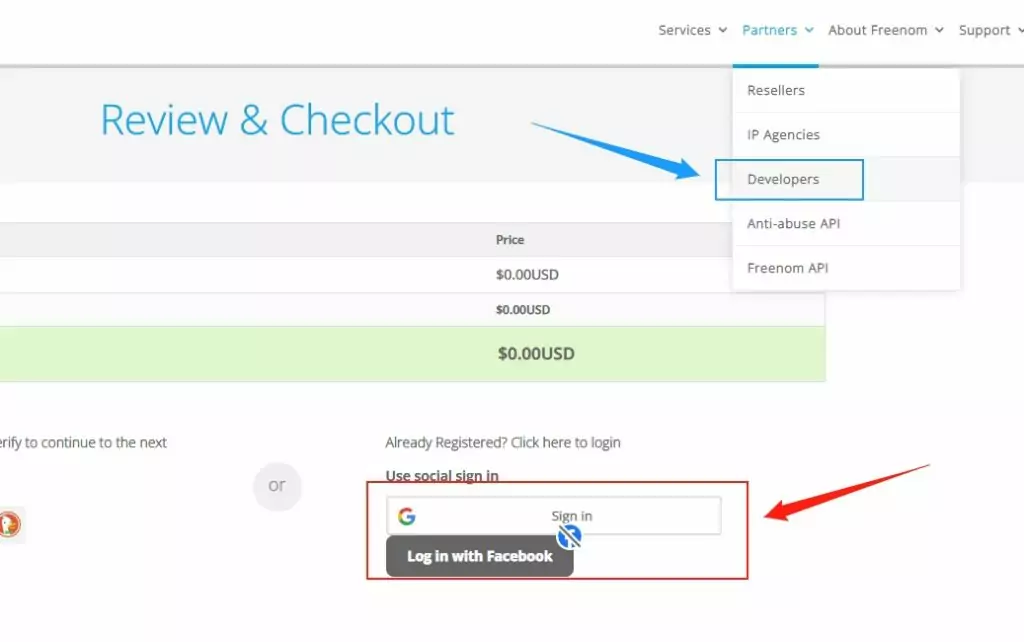 Services Partners About Freenom Support
Resellers
Review & Checkout
IP Agencies
Developers
Anti-abuse API
Price
Freenom API
$0.00USD
$0.00USD
$0.00USD
erify to continue to the next
Already Registered? Click here to login
Use social sign in
or
Sign in
Log in with Facebook